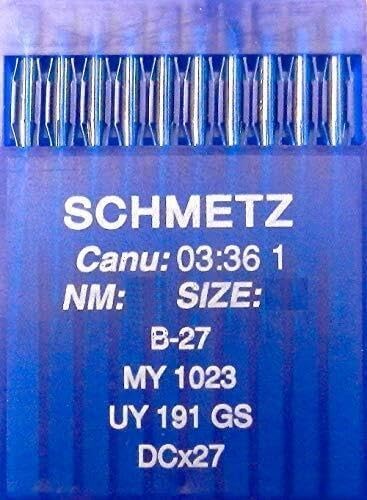 SCHMETZ
Canu: 03:36 1
NM: SIZE:
B-27
MY 1023
UY 191 GS
DCx27